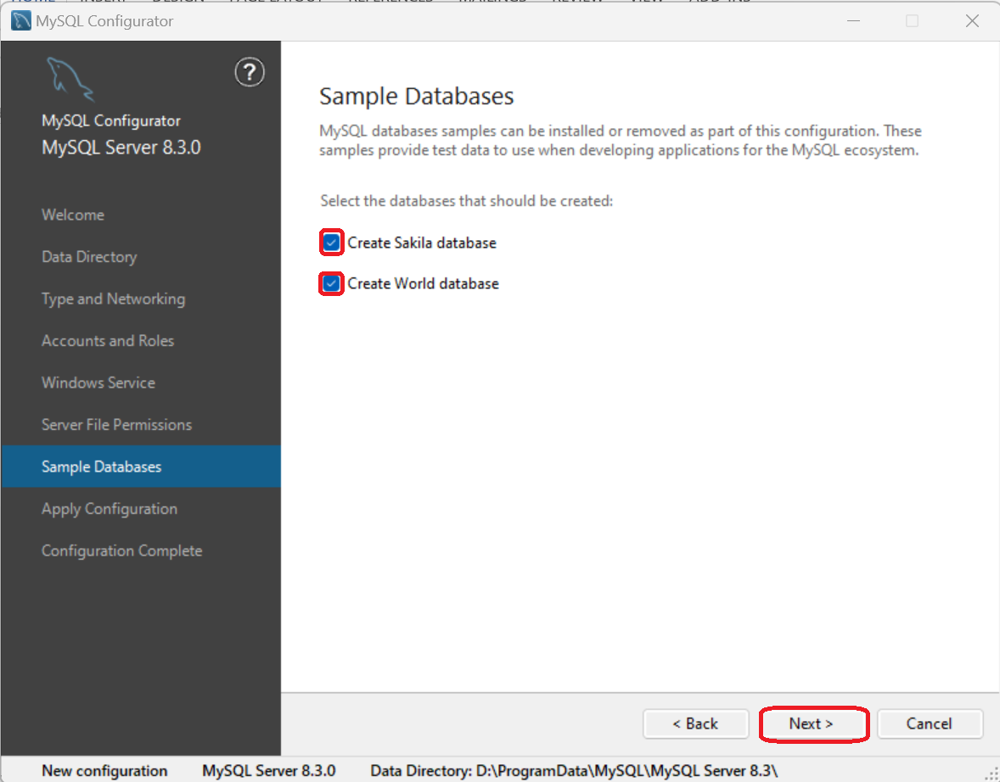 MySQL Configurator
?
MySQL Configurator
MySQL Server 8.3.0
Welcome
Data Directory
Type and Networking
Accounts and Roles
Windows Service
Server File Permissions
Sample Databases
Apply Configuration
Configuration Complete
Sample Databases
MySQL databases samples can be installed or removed as part of this configuration. These
samples provide test data to use when developing applications for the MySQL ecosystem.
Select the databases that should be created:
Create Sakila database
Create World database
< Back Next > Cancel
New configuration MySQL Server 8.3.0 Data Directory: D:\ProgramData\MySQL\MySQL Server 8.3\